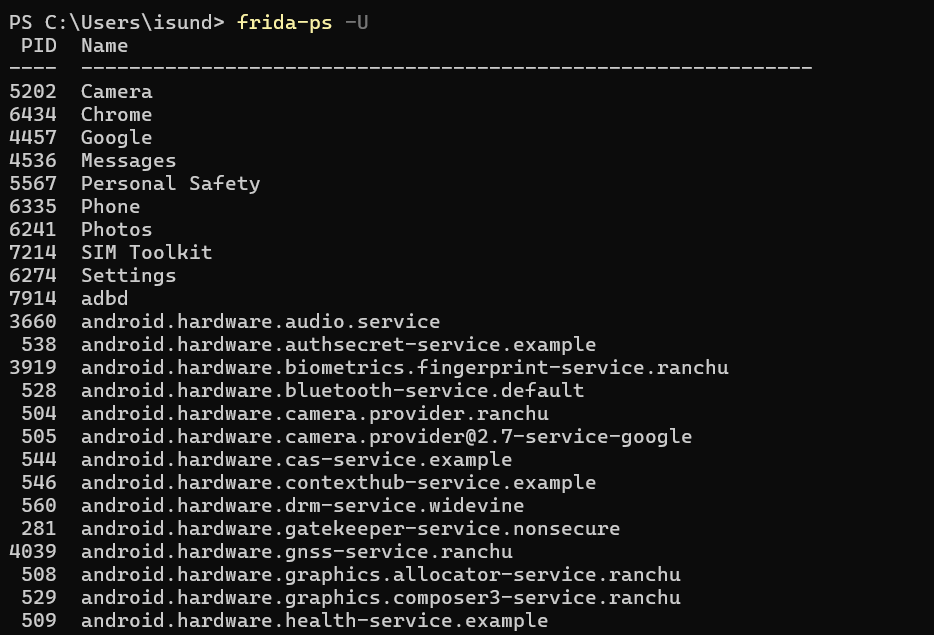 PS C:\Users\isund> frida-ps -U
 PID  Name
----  -------------------------------------------------------------
5202  Camera
6434  Chrome
4457  Google
4536  Messages
5567  Personal Safety
6335  Phone
6241  Photos
7214  SIM Toolkit
6274  Settings
7914  adbd
3660  android.hardware.audio.service
 538  android.hardware.authsecret-service.example
3919  android.hardware.biometrics.fingerprint-service.ranchu
 528  android.hardware.bluetooth-service.default
 504  android.hardware.camera.provider.ranchu
 505  android.hardware.camera.provider@2.7-service-google
 544  android.hardware.cas-service.example
 546  android.hardware.contexthub-service.example
 560  android.hardware.drm-service.widevine
 281  android.hardware.gatekeeper-service.nonsecure
4039  android.hardware.gnss-service.ranchu
 508  android.hardware.graphics.allocator-service.ranchu
 529  android.hardware.graphics.composer3-service.ranchu
 509  android.hardware.health-service.example